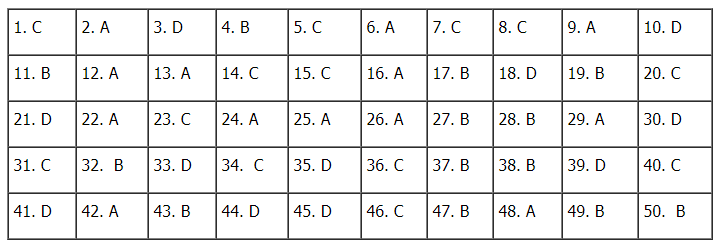 1. C 2. A 3. D 4. B 5. C 6. A 7. C 8. C 9. A 10. D
11. B 12. A 13. A 14. C 15. C 16. A 17. B 18. D 19. B 20. C
21. D 22. A 23. C 24. A 25. A 26. A 27. B 28. B 29. A 30. D
31. C 32. B 33. D 34. C 35. D 36. C 37. B 38. B 39. D 40. C
41. D 42. A 43. B 44. D 45. D 46. C 47. B 48. A 49. B 50. B